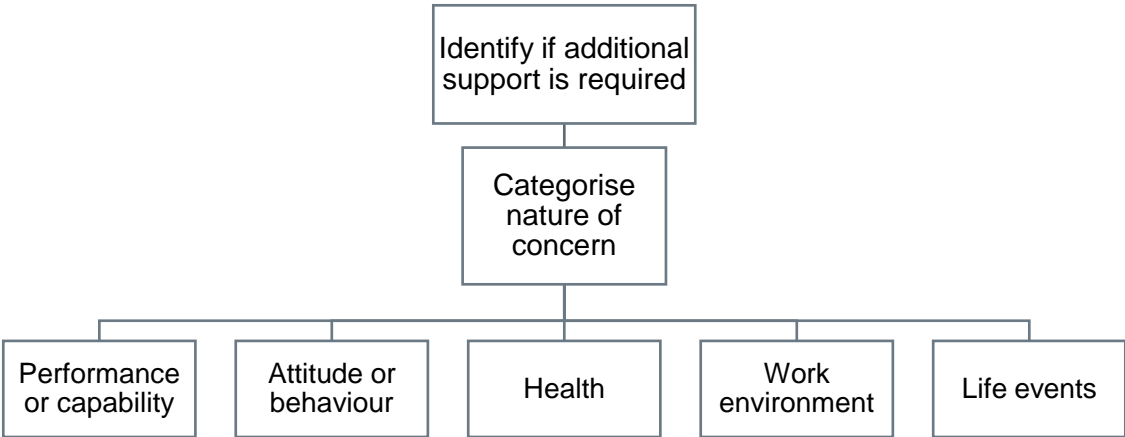 Identify if additional
support is required
Categorise
nature of
concern
Performance
or capability
Attitude or
behaviour
Health
Work
environment
Life events